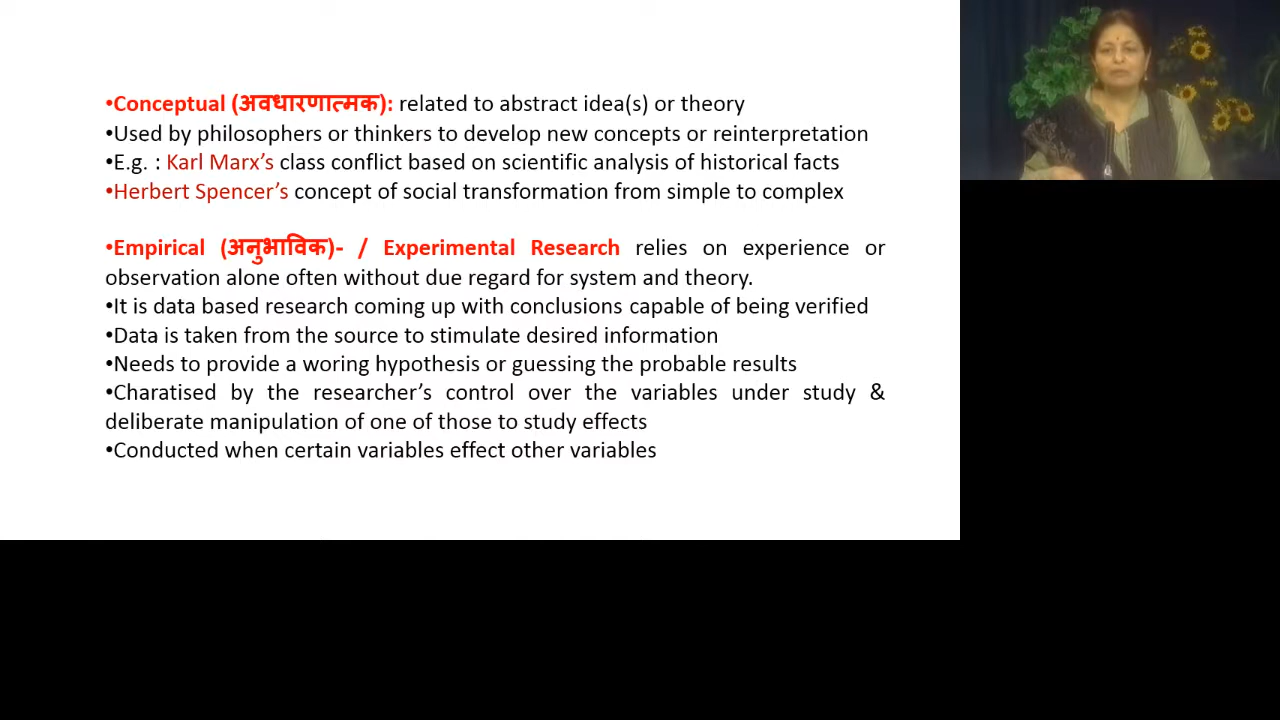 •Conceptual (अवधारणात्मक): related to abstract idea(s) or theory
•Used by philosophers or thinkers to develop new concepts or reinterpretation
•E.g. : Karl Marx’s class conflict based on scientific analysis of historical facts
•Herbert Spencer’s concept of social transformation from simple to complex
•Empirical (अनुभाविक)- / Experimental Research relies on experience or
observation alone often without due regard for system and theory.
•It is data based research coming up with conclusions capable of being verified
•Data is taken from the source to stimulate desired information
•Needs to provide a woring hypothesis or guessing the probable results
•Charatised by the researcher’s control over the variables under study &
deliberate manipulation of one of those to study effects
•Conducted when certain variables effect other variables